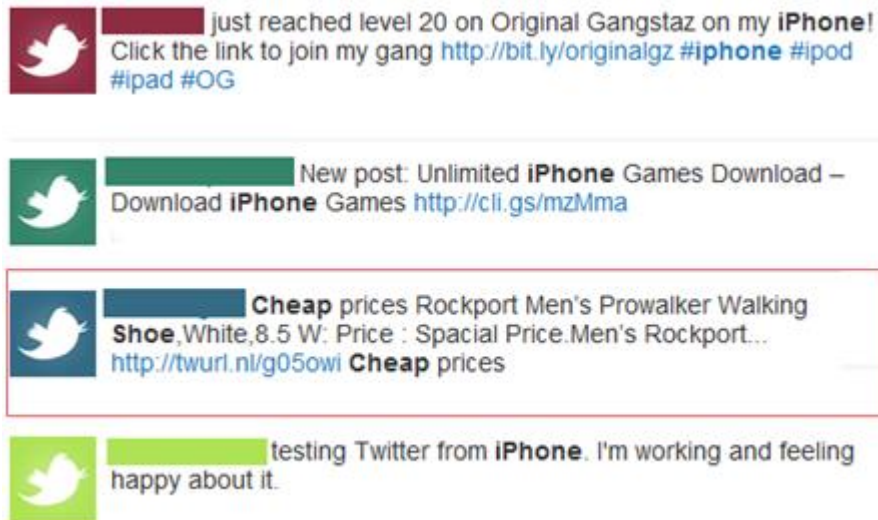 just reached level 20 on Original Gangstaz on my iPhone!
Click the link to join my gang http://bit.ly/originalgz #iphone #ipod
#ipad #OG
New post: Unlimited iPhone Games Download –
Download iPhone Games http://cli.gs/mzMma
Cheap prices Rockport Men's Prowalker Walking
Shoe,White,8.5 W: Price : Spacial Price.Men's Rockport...
http://twurl.nl/g05owi Cheap prices
testing Twitter from iPhone. I'm working and feeling
happy about it.